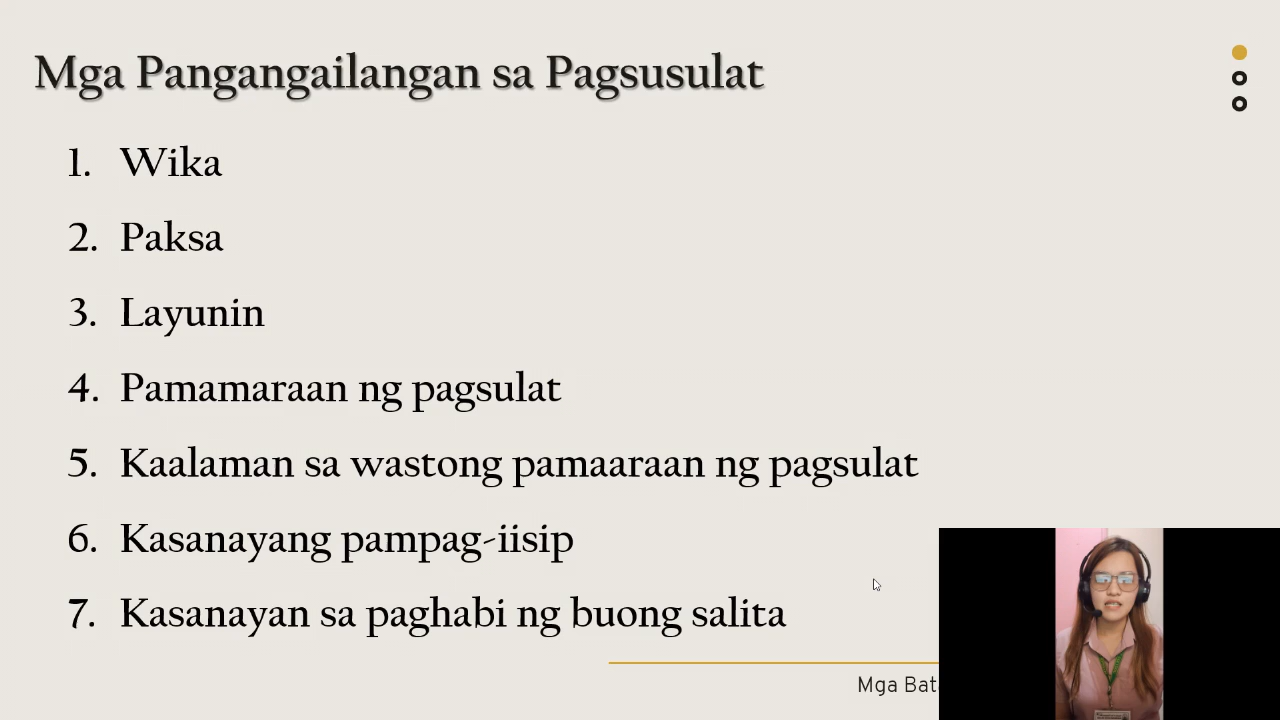 Mga Pangangailangan sa Pagsusulat
1. Wika
2. Paksa
3. Layunin
4. Pamamaraan ng pagsulat
5. Kaalaman sa wastong pamaaraan ng pagsulat
6. Kasanayang pampag-iisip
7. Kasanayan sa paghabi ng buong salita
Mga